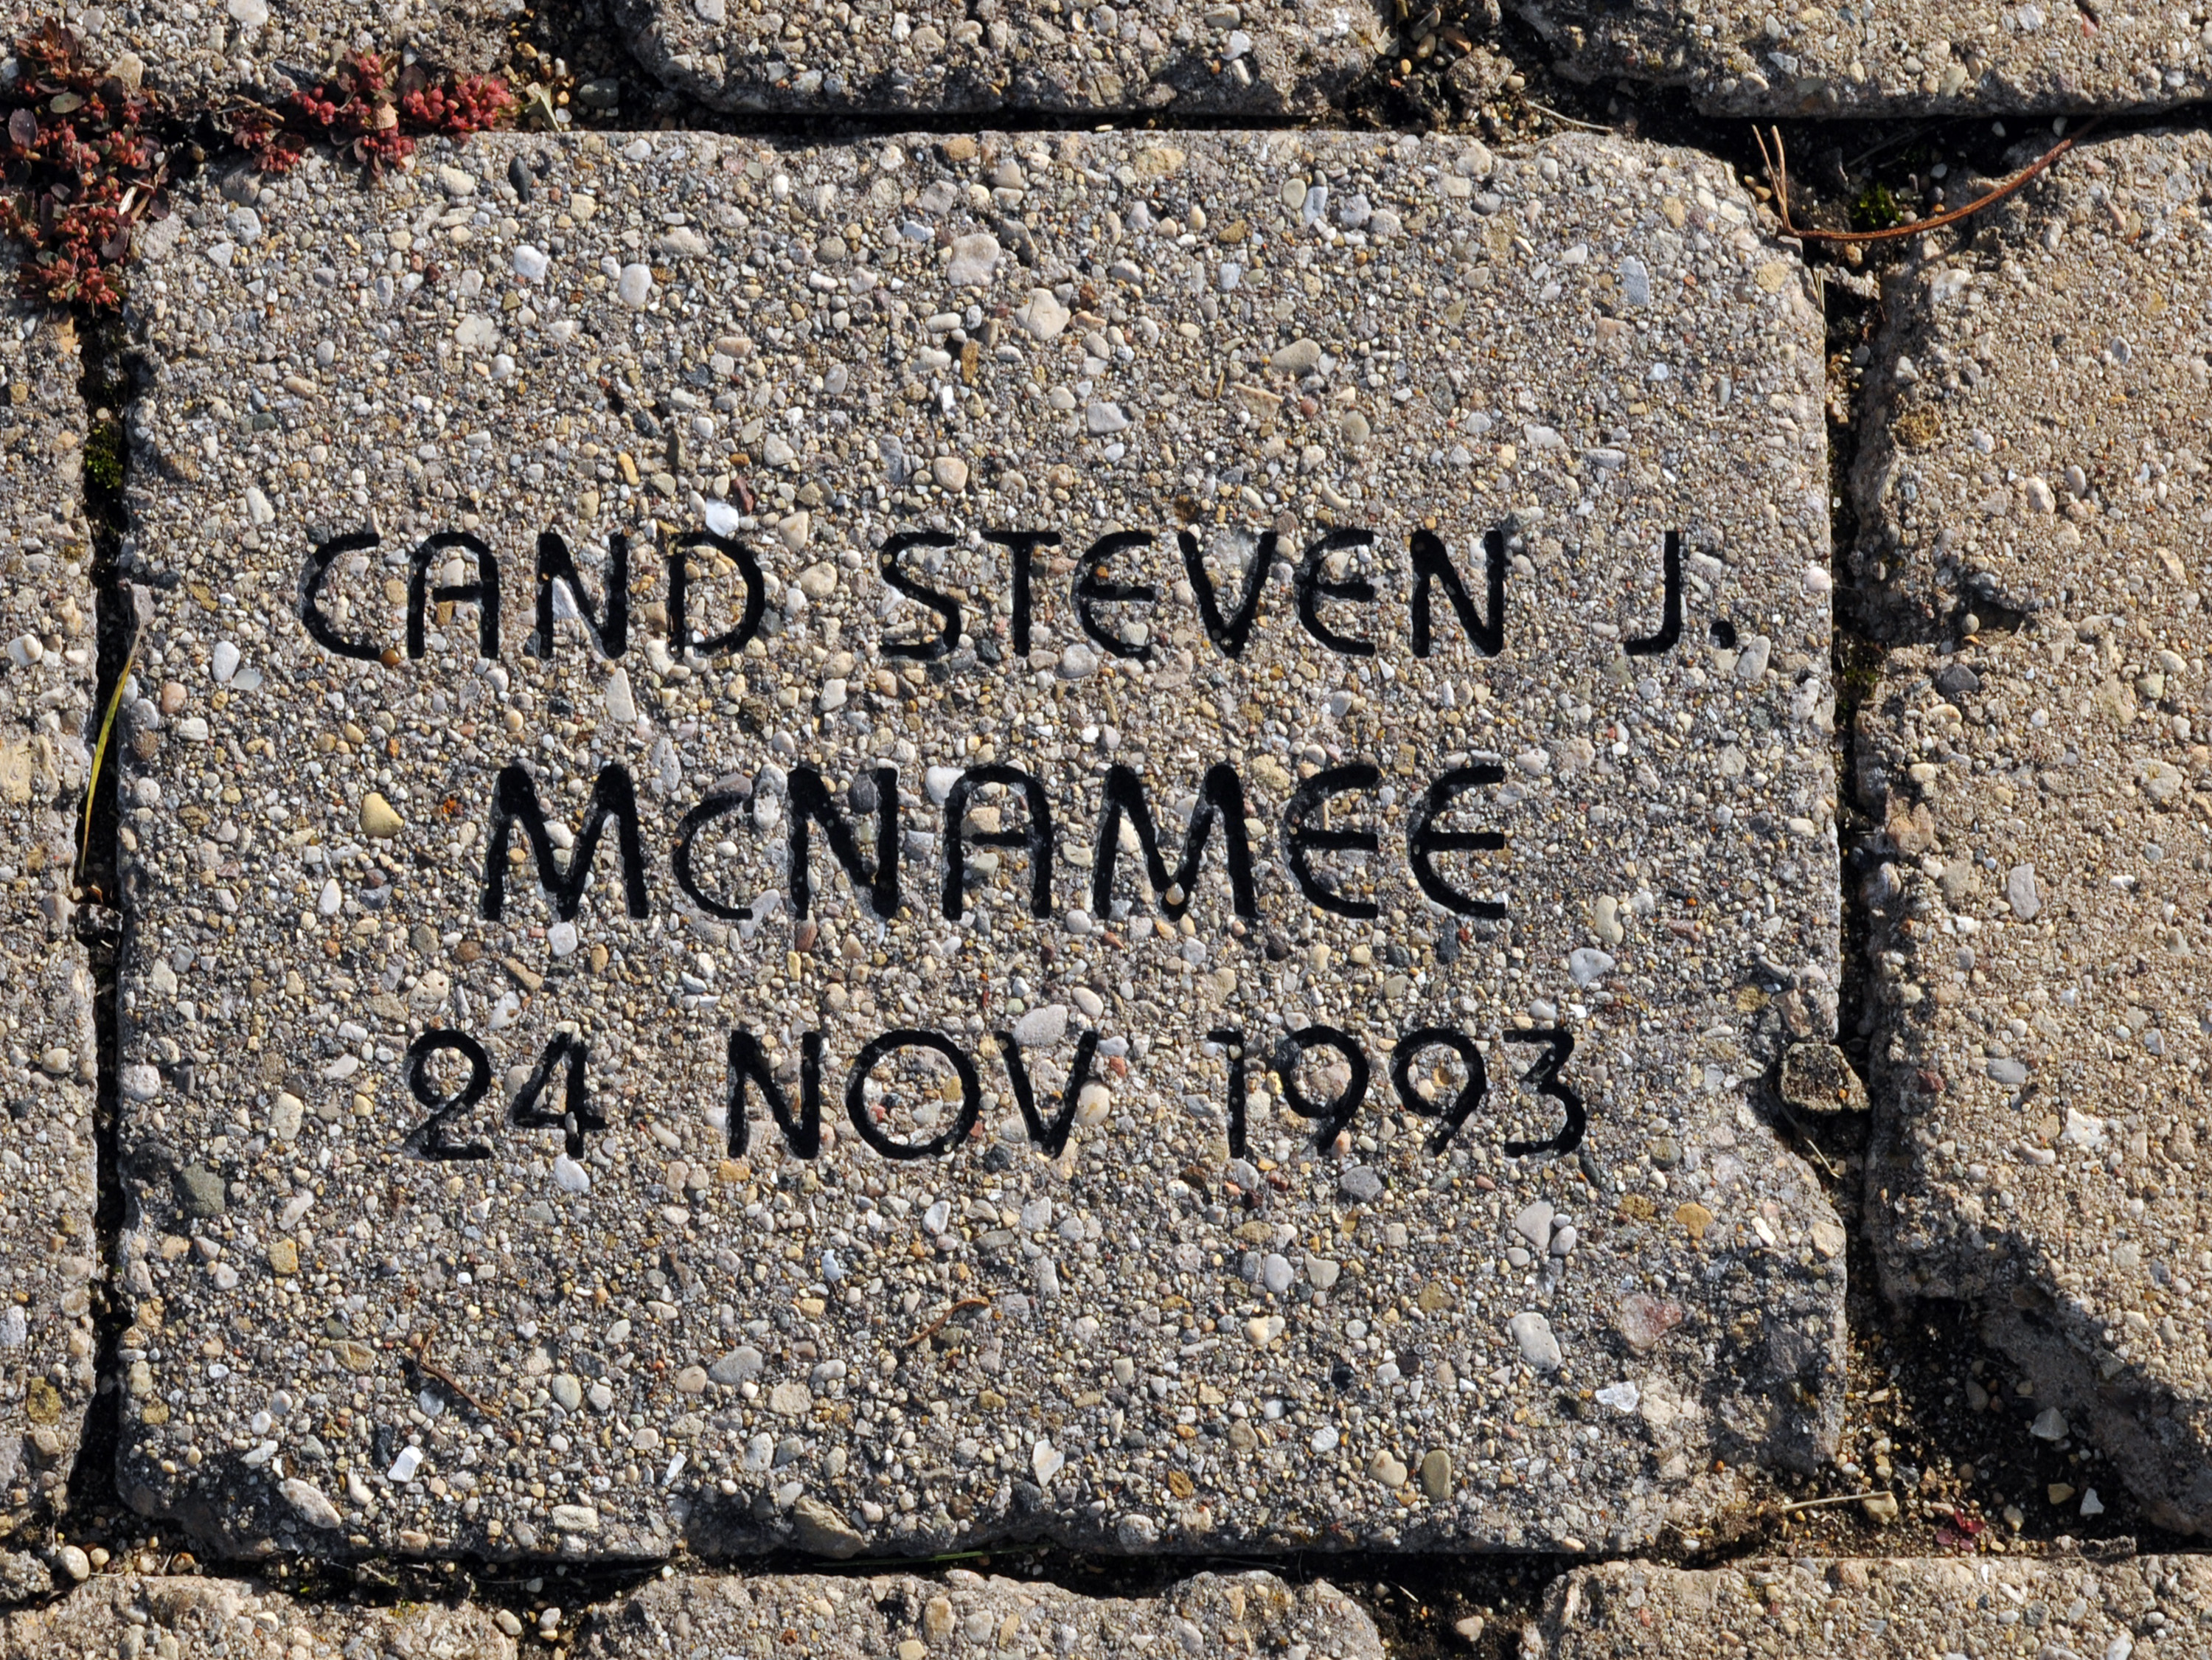 CAND STEVEN J.
MCNAMEE
24 NOV 1993